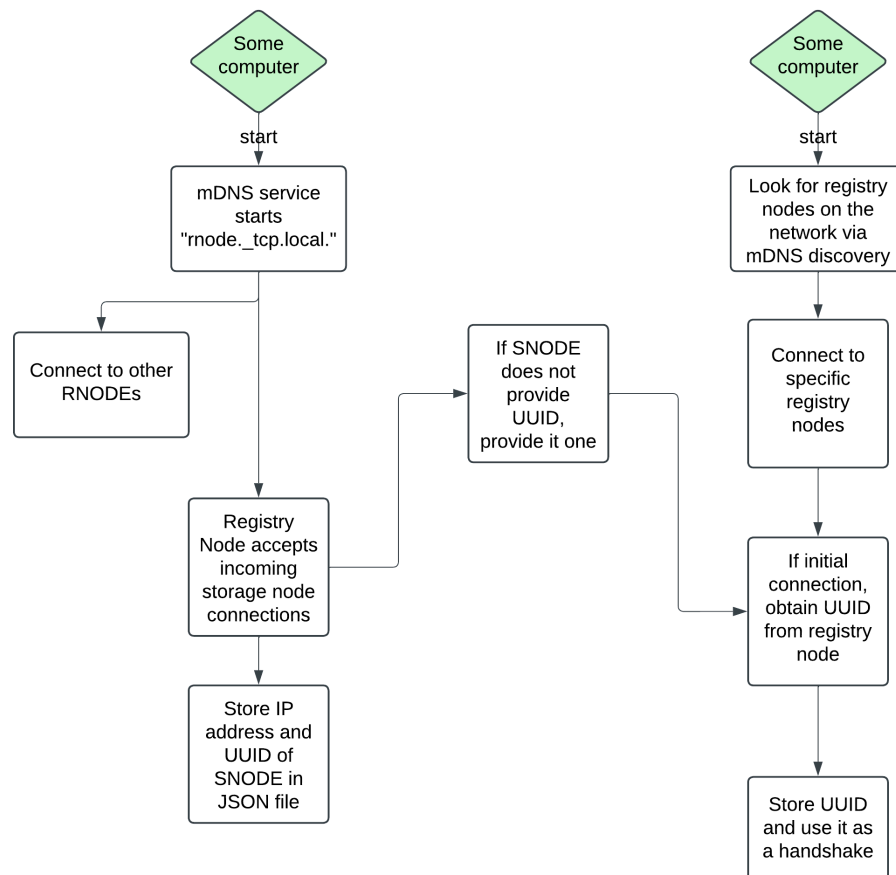 Some
computer
start
mDNS service
starts
"rnode._tcp.local."
Connect to other
RNODEs
Registry
Node accepts
incoming
storage node
connections
Store IP
address and
UUID of
SNODE in
JSON file
If SNODE
does not
provide
UUID,
provide it one
Some
computer
start
Look for registry
nodes on the
network via
mDNS discovery
Connect to
specific
registry
nodes
If initial
connection,
obtain UUID
from registry
node
Store UUID
and use it as
a handshake